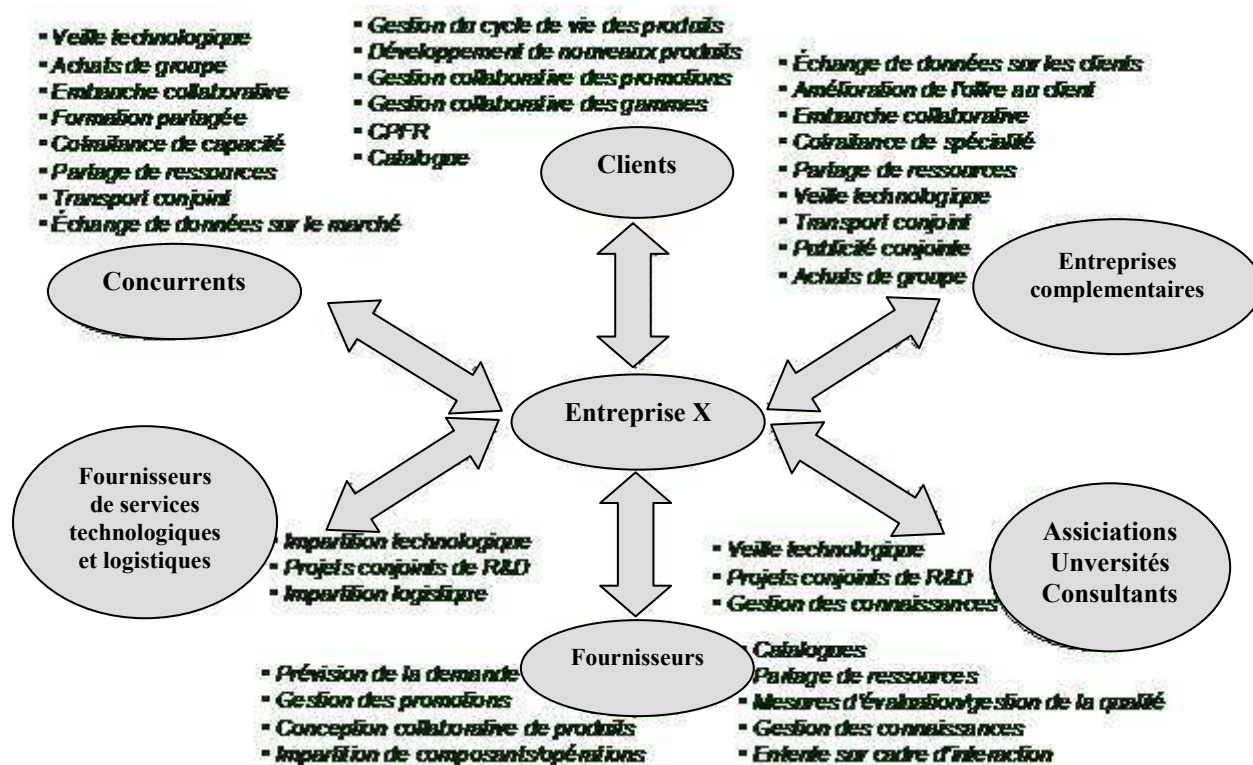 ▪ Veille technologique
▪ Achats de groupe
▪ Embauche collaborative
▪ Formation partagée
▪ Cotraitance de capacité
▪ Partage de ressources
▪ Transport conjoint
▪ Échange de données sur le marché
Concurrents
▪ Gestion du cycle de vie des produits
▪ Développement de nouveaux produits
▪ Gestion collaborative des promotions
▪ Gestion collaborative des gammes
▪ CPFR
▪ Catalogue
Clients
▪ Échange de données sur les clients
▪ Amélioration de l'offre au client
▪ Embauche collaborative
▪ Cotraitance de spécialité
▪ Partage de ressources
▪ Veille technologique
▪ Transport conjoint
▪ Publicité conjointe
▪ Achats de groupe
Entreprises
complementaires
Entreprise X
Fournisseurs
de services
technologiques
et logistiques
▪ Impartition technologique
▪ Projets conjoints de R&D
▪ Impartition logistique
▪ Veille technologique
▪ Projets conjoints de R&D
▪ Gestion des connaissances
Assiciations
Unversités
Consultants
Fournisseurs
▪ Prévision de la demande
▪ Gestion des promotions
▪ Conception collaborative de produits
▪ Impartition de composants/opérations
▪ Catalogues
▪ Partage de ressources
▪ Mesures d'évaluation/gestion de la qualité
▪ Gestion des connaissances
▪ Entente sur cadre d'interaction